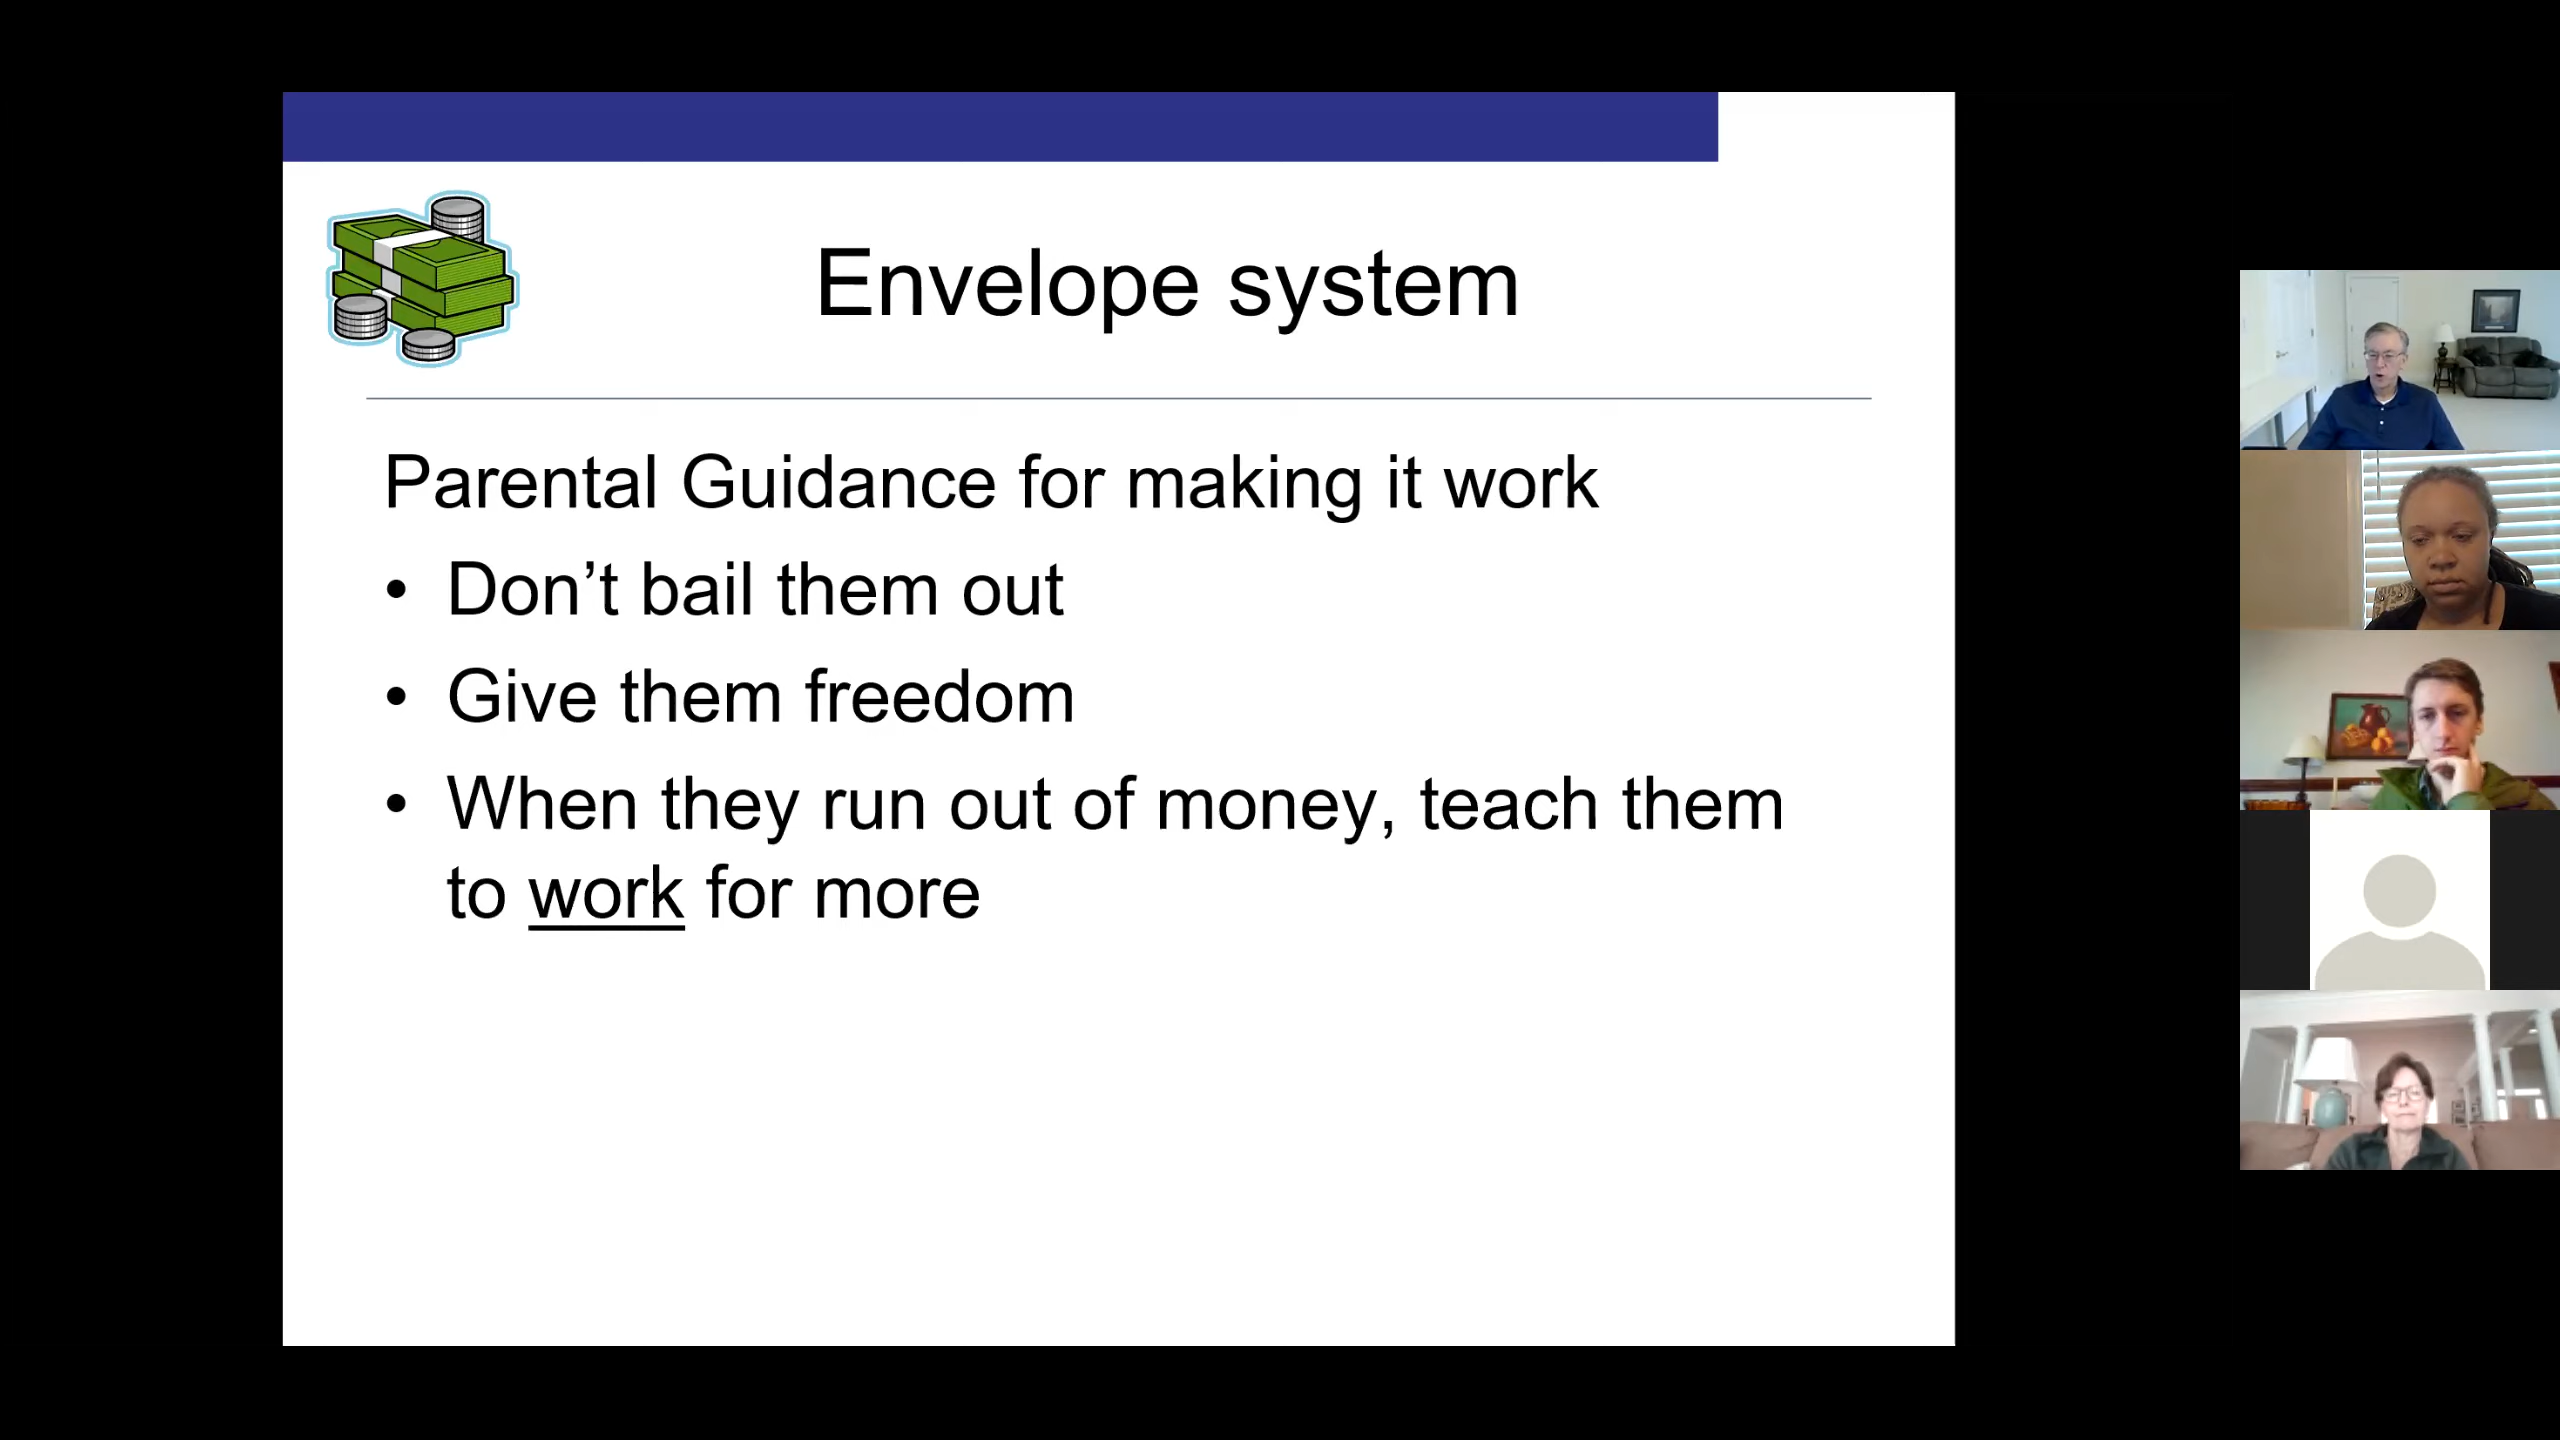 Envelope system
Parental Guidance for making it work
• Don’t bail them out
• Give them freedom
• When they run out of money, teach them
to work for more